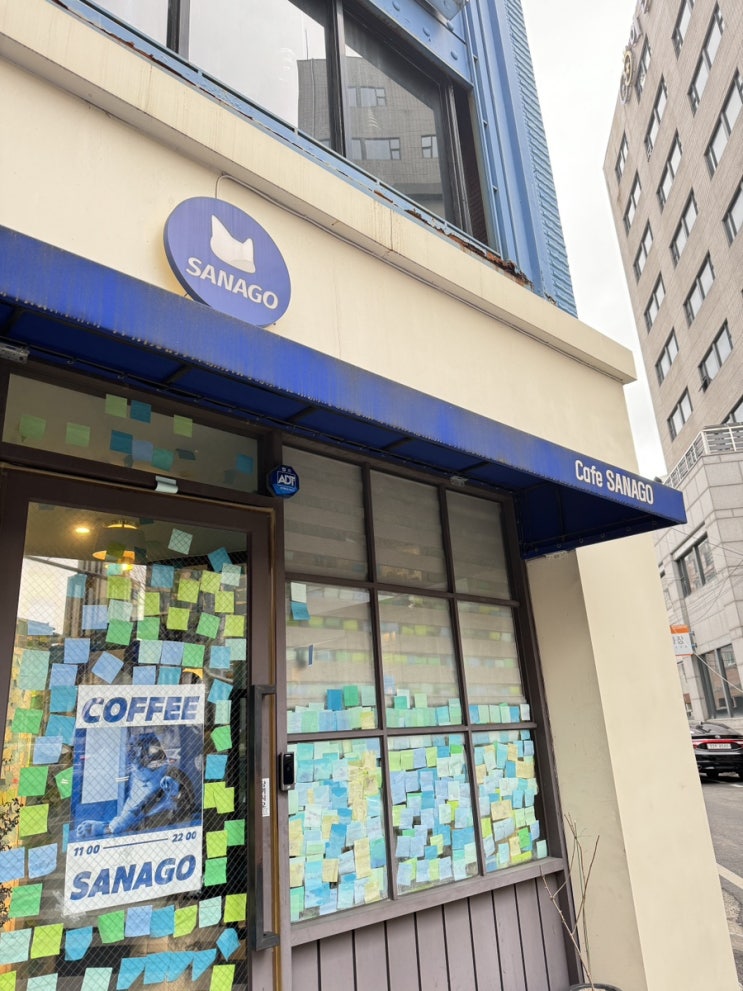 SANAGO
Cafe SANAGO
ADT
COFFEE
11 00 22 00
SANAGO